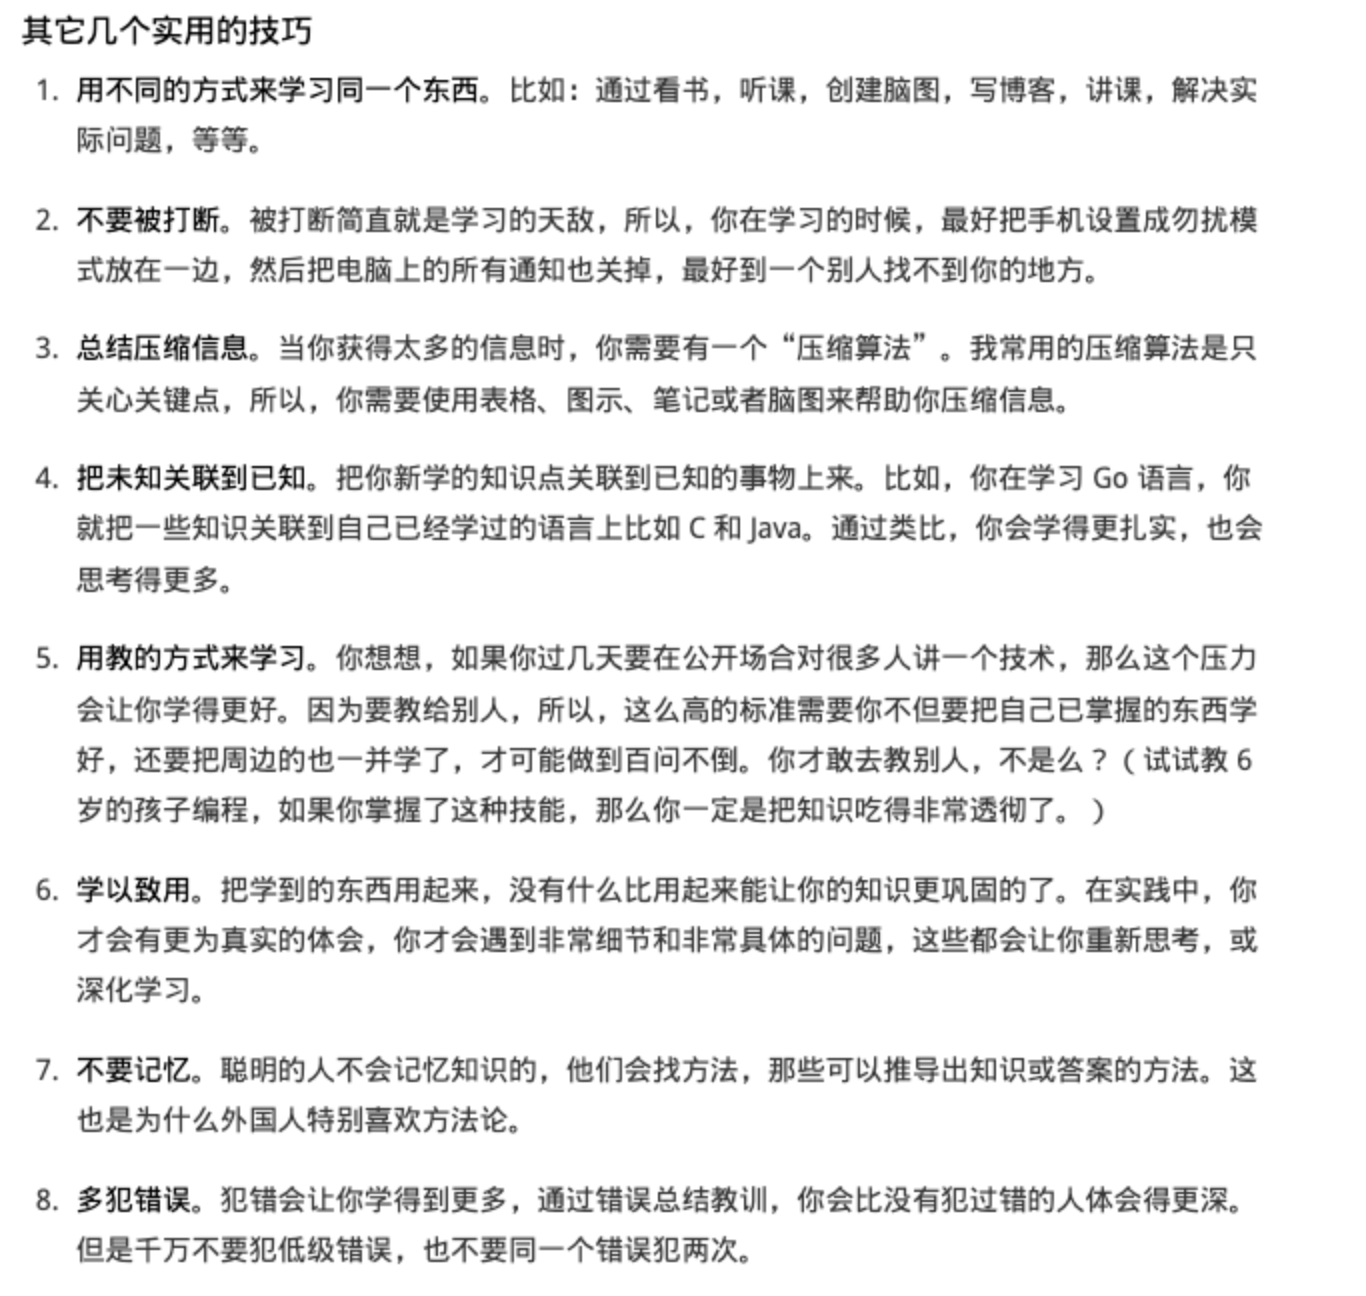 其它几个实用的技巧
1. 用不同的方式来学习同一个东西。比如：通过看书，听课，创建脑图，写博客，讲课，解决实
际问题，等等。
2. 不要被打断。被打断简直就是学习的天敌，所以，你在学习的时候，最好把手机设置成勿扰模
式放在一边，然后把电脑上的所有通知也关掉，最好到一个别人找不到你的地方。
3. 总结压缩信息。当你获得太多的信息时，你需要有一个“压缩算法”。我常用的压缩算法是只
关心关键点，所以，你需要使用表格、图示、笔记或者脑图来帮助你压缩信息。
4. 把未知关联到已知。把你新学的知识点关联到已知的事物上来。比如，你在学习 Go 语言，你
就把一些知识关联到自己已经学过的语言上比如 C 和 Java。通过类比，你会学得更扎实，也会
思考得更多。
5. 用教的方式来学习。你想想，如果你过几天要在公开场合对很多人讲一个技术，那么这个压力
会让你学得更好。因为要教给别人，所以，这么高的标准需要你不但要把自己已掌握的东西学
好，还要把周边的也一并学了，才可能做到百问不倒。你才敢去教别人，不是么？（试试教 6
岁的孩子编程，如果你掌握了这种技能，那么你一定是把知识吃得非常透彻了。）
6. 学以致用。把学到的东西用起来，没有什么比用起来能让你的知识更巩固的了。在实践中，你
才会有更为真实的体会，你才会遇到非常细节和非常具体的问题，这些都会让你重新思考，或
深化学习。
7. 不要记忆。聪明的人不会记忆知识的，他们会找方法，那些可以推导出知识或答案的方法。这
也是为什么外国人特别喜欢方法论。
8. 多犯错误。犯错会让你学得到更多，通过错误总结教训，你会比没有犯过错的人体会得更深。
但是千万不要犯低级错误，也不要同一个错误犯两次。